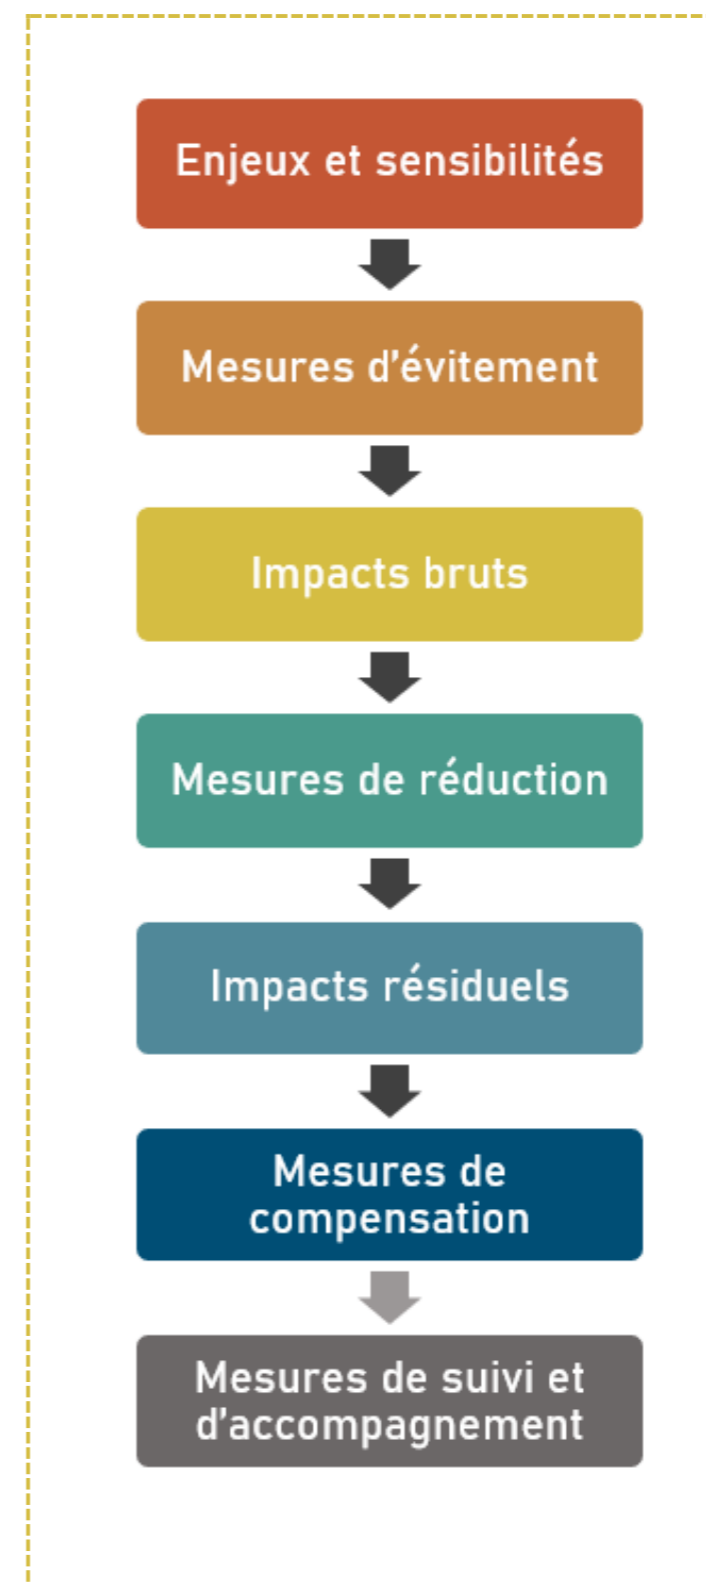 Enjeux et sensibilités
Mesures d’évitement
Impacts bruts
Mesures de réduction
Impacts résiduels
Mesures de
compensation
Mesures de suivi et
d’accompagnement